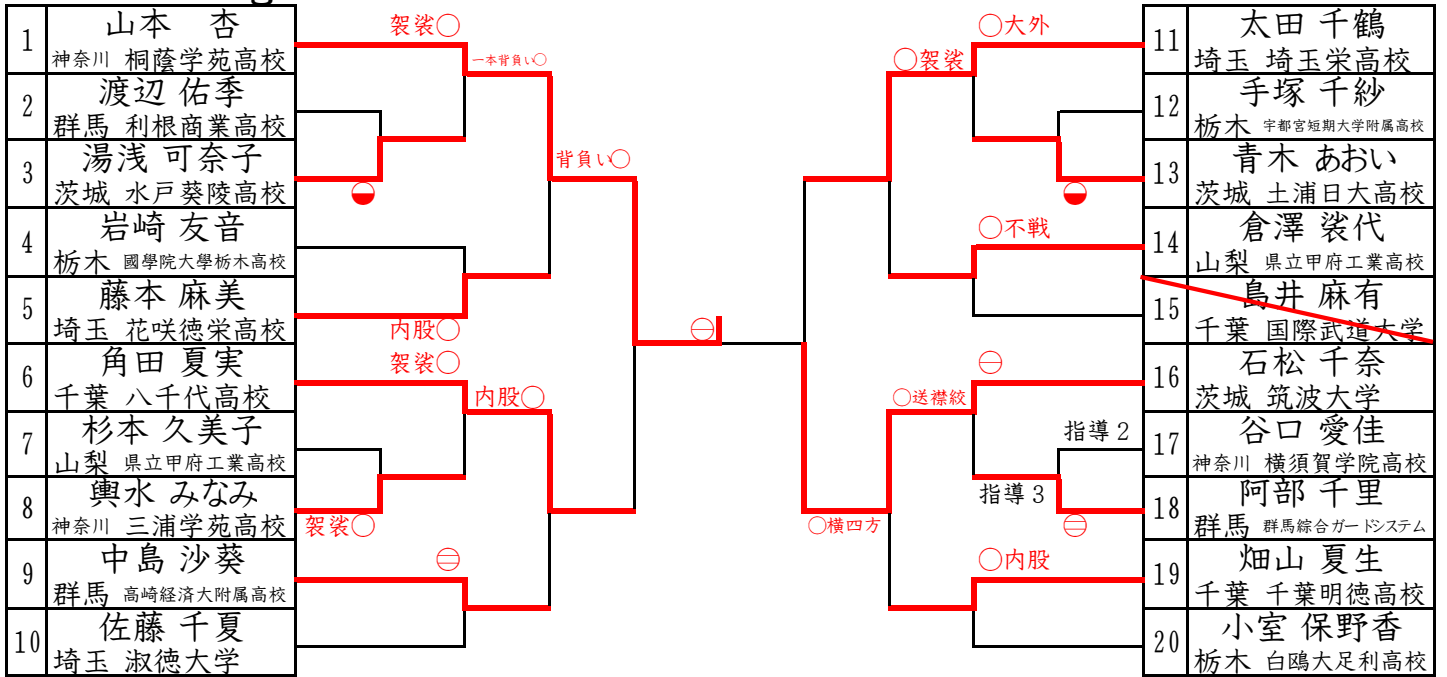 g
1
山本 杏
神奈川 桐蔭学苑高校
2
渡辺 佑季
群馬 利根商業高校
3
湯浅 可奈子
茨城 水戸葵陵高校
4
岩崎 友音
栃木 國學院大學栃木高校
5
藤本 麻美
埼玉 花咲徳栄高校
6
角田 夏実
千葉 八千代高校
7
杉本 久美子
山梨 県立甲府工業高校
8
輿水 みなみ
神奈川 三浦学苑高校
9
中島 沙葵
群馬 高崎経済大附属高校
10
佐藤 千夏
埼玉 淑徳大学
袈裟○
一本背負い○
背負い○
内股○
袈裟○
内股○
袈裟○
○大外
○袈裟
○不戦
○送襟絞
指導2
指導3
○横四方
○内股
11
太田 千鶴
埼玉 埼玉栄高校
12
手塚 千紗
栃木 宇都宮短期大学附属高校
13
青木 あおい
茨城 土浦日大高校
14
倉澤 袋代
山梨 県立甲府工業高校
15
島井 麻有
千葉 国際武道大学
16
石松 千奈
茨城 筑波大学
17
谷口 愛佳
神奈川 横須賀学院高校
18
阿部 千里
群馬 群馬綜合ガードシステム
19
畑山 夏生
千葉 千葉明徳高校
20
小室 保野香
栃木 白鴎大足利高校